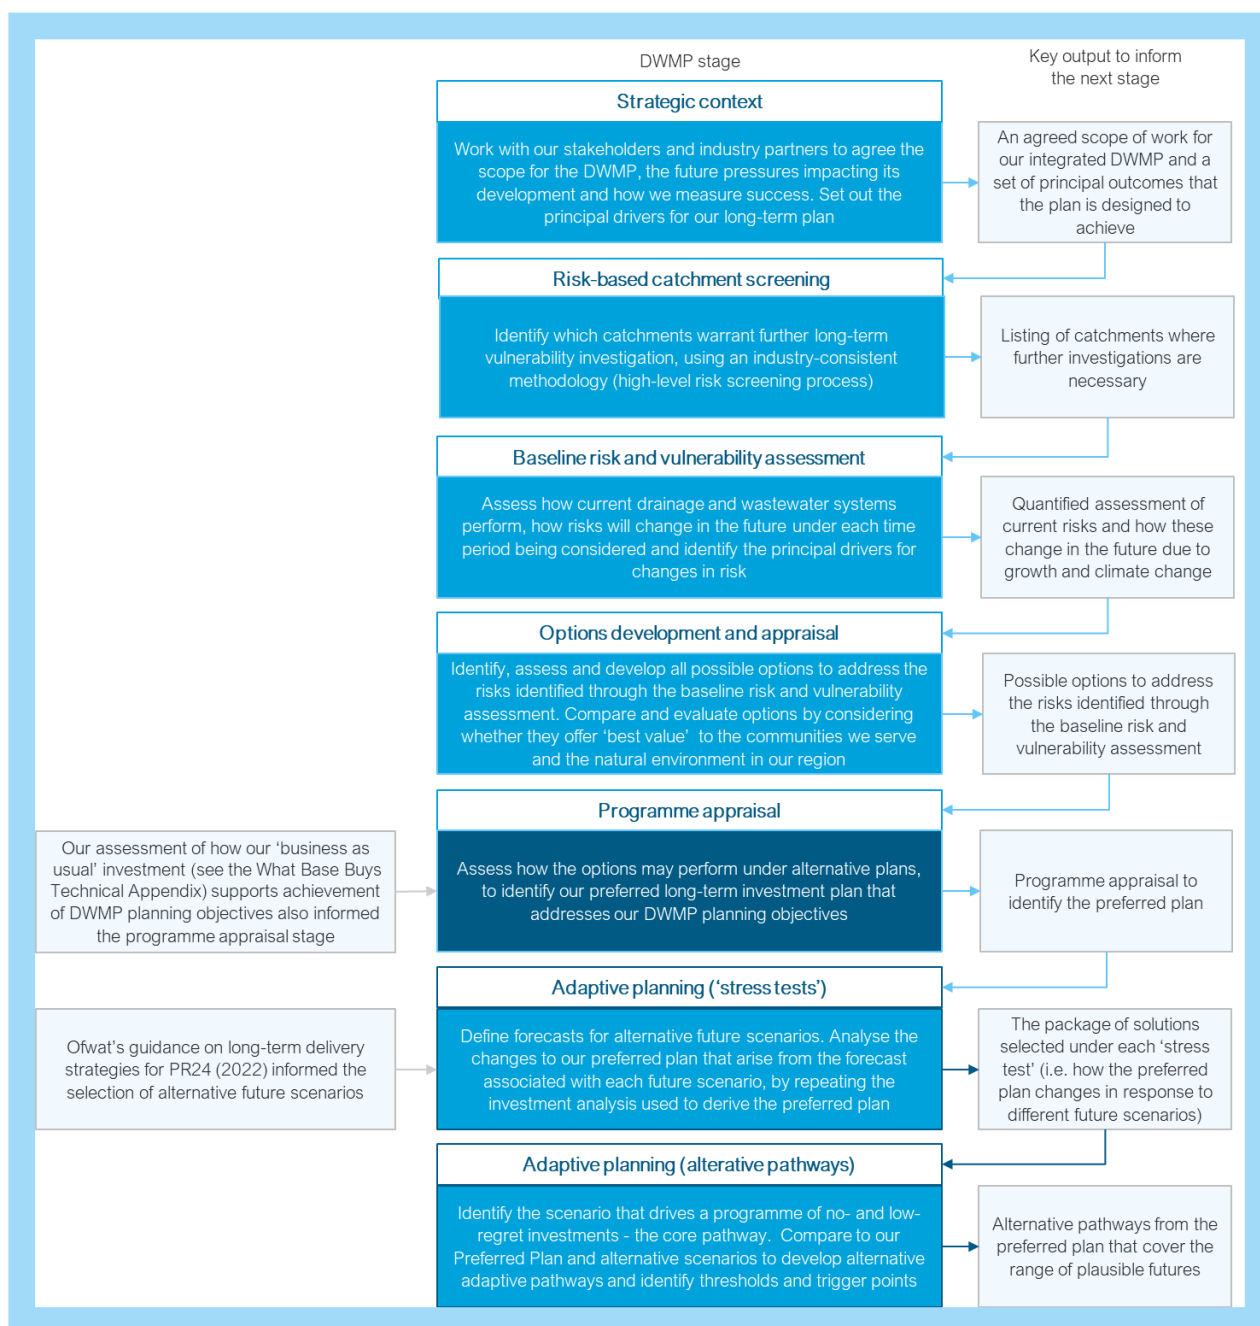 DWMP stage
Key output to inform
the next stage
Strategic context
Work with our stakeholders and industry partners to agree the
scope for the DWMP, the future pressures impacting its
development and how we measure success. Set out the
principal drivers for our long-term plan
An agreed scope of work for
our integrated DWMP and a
set of principal outcomes that
the plan is designed to
achieve
Risk-based catchment screening
Identify which catchments warrant further long-term
vulnerability investigation, using an industry-consistent
methodology (high-level risk screening process)
Listing of catchments where
further investigations are
necessary
Baseline risk and vulnerability assessment
Assess how current drainage and wastewater systems
perform, how risks will change in the future under each time
period being considered and identify the principal drivers for
changes in risk
Quantified assessment of
current risks and how these
change in the future due to
growth and climate change
Options development and appraisal
Identify, assess and develop all possible options to address the
risks identified through the baseline risk and vulnerability
assessment. Compare and evaluate options by considering
whether they offer ‘best value’ to the communities we serve
and the natural environment in our region
Possible options to address
the risks identified through
the baseline risk and
vulnerability assessment
Programme appraisal
Our assessment of how our ‘business as
usual’ investment (see the What Base Buys
Technical Appendix) supports achievement
of DWMP planning objectives also informed
the programme appraisal stage
Assess how the options may perform under alternative plans,
to identify our preferred long-term investment plan that
addresses our DWMP planning objectives
Programme appraisal to
identify the preferred plan
Adaptive planning (‘stress tests’)
Ofwat’s guidance on long-term delivery
strategies for PR24 (2022) informed the
selection of alternative future scenarios
Define forecasts for alternative future scenarios. Analyse the
changes to our preferred plan that arise from the forecast
associated with each future scenario, by repeating the
investment analysis used to derive the preferred plan
The package of solutions
selected under each ‘stress
test’ (i.e. how the preferred
plan changes in response to
different future scenarios)
Adaptive planning (alterative pathways)
Identify the scenario that drives a programme of no- and low-
regret investments - the core pathway. Compare to our
Preferred Plan and alternative scenarios to develop alternative
adaptive pathways and identify thresholds and trigger points
Alternative pathways from the
preferred plan that cover the
range of plausible futures